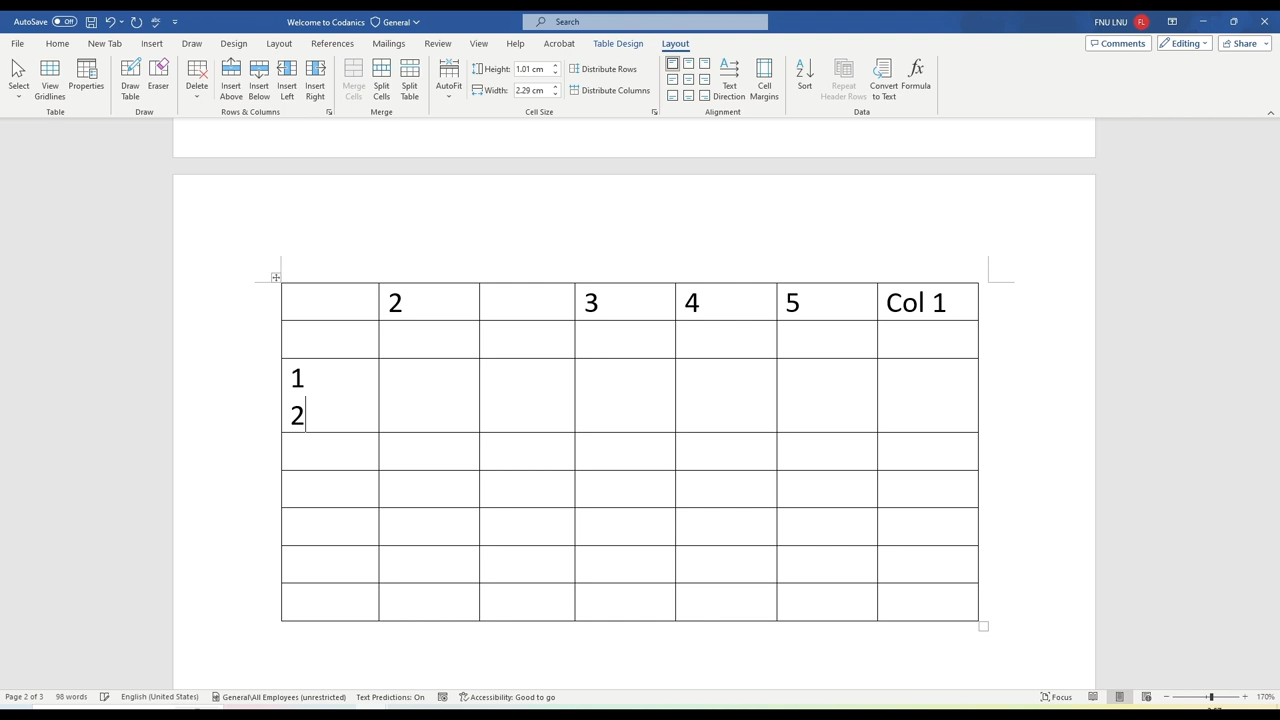 AutoSave Off Welcome to Codanics General Search FNU LNU FL
File Home New Tab Insert Draw Design Layout References Mailings Review View Help Acrobat Table Design Layout Comments Editing Share
Select View Gridlines Properties Draw Table Eraser Delete Insert Above Insert Below Insert Left Insert Right Merge Cells Split Cells Split Table AutoFit Height: 1.01 cm Distribute Rows Text Direction Cell Margins Sort Repeat Header Rows Convert to Text Formula
Width: 2.29 cm Distribute Columns
Table Draw Rows & Columns Merge Cell Size Alignment Data
2 3 4 5 Col 1
1
2
Page 2 of 3 98 words English (United States) General\All Employees (unrestricted) Text Predictions: On Accessibility: Good to go Focus 170%